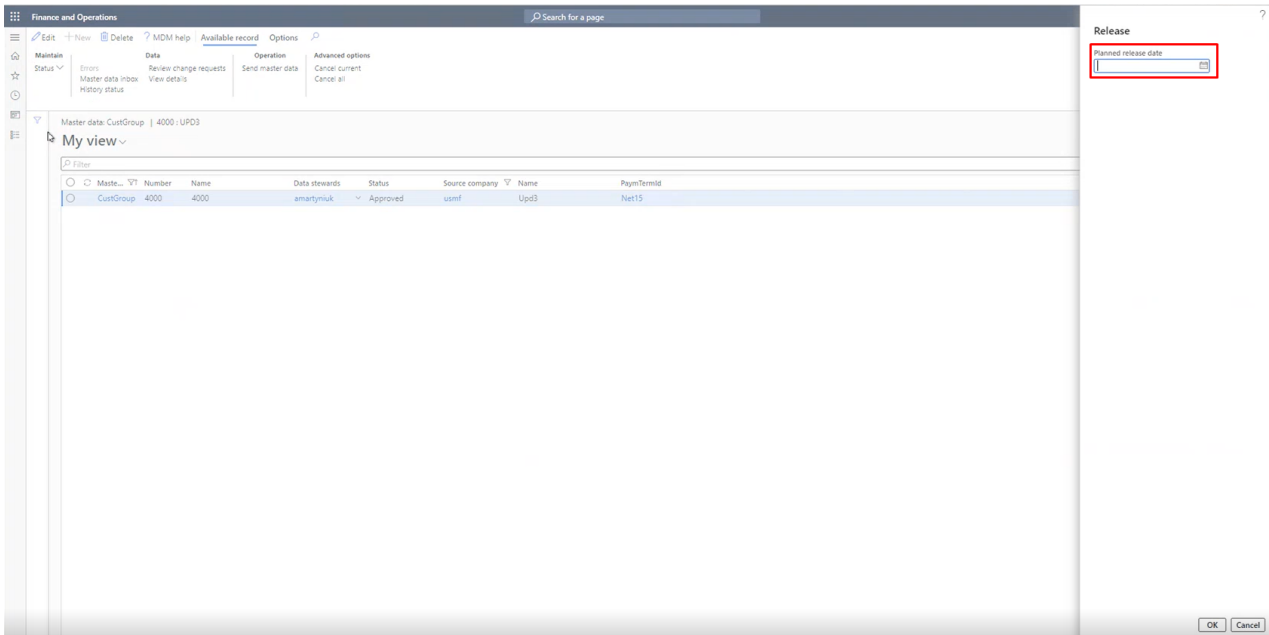 Finance and Operations
Search for a page
?
Edit + New Delete ? MDM help Available record Options
Maintain Data Operation Advanced options
Status Errors Review change requests Send master data Cancel current
Master data inbox View details Cancel all
History status
Master data: CustGroup | 4000 : UPD3
My view
Filter
Maste... Number Name Data stewards Status Source company Name PaymTermId
CustGroup 4000 4000 amartyniuk Approved usmf Upd3 Net15
Release
Planned release date
OK Cancel